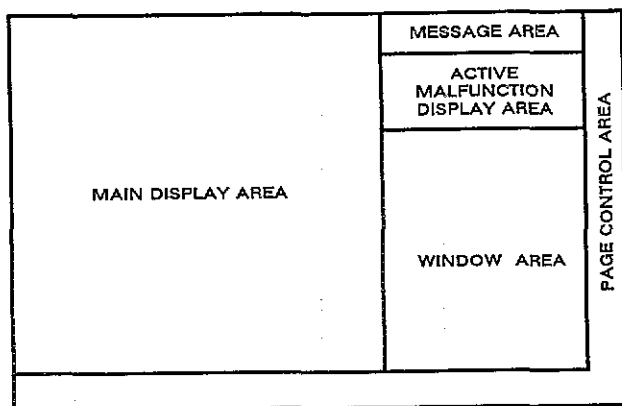 MESSAGE AREA
ACTIVE
MALFUNCTION
DISPLAY AREA
MAIN DISPLAY AREA
WINDOW AREA
PAGE CONTROL AREA